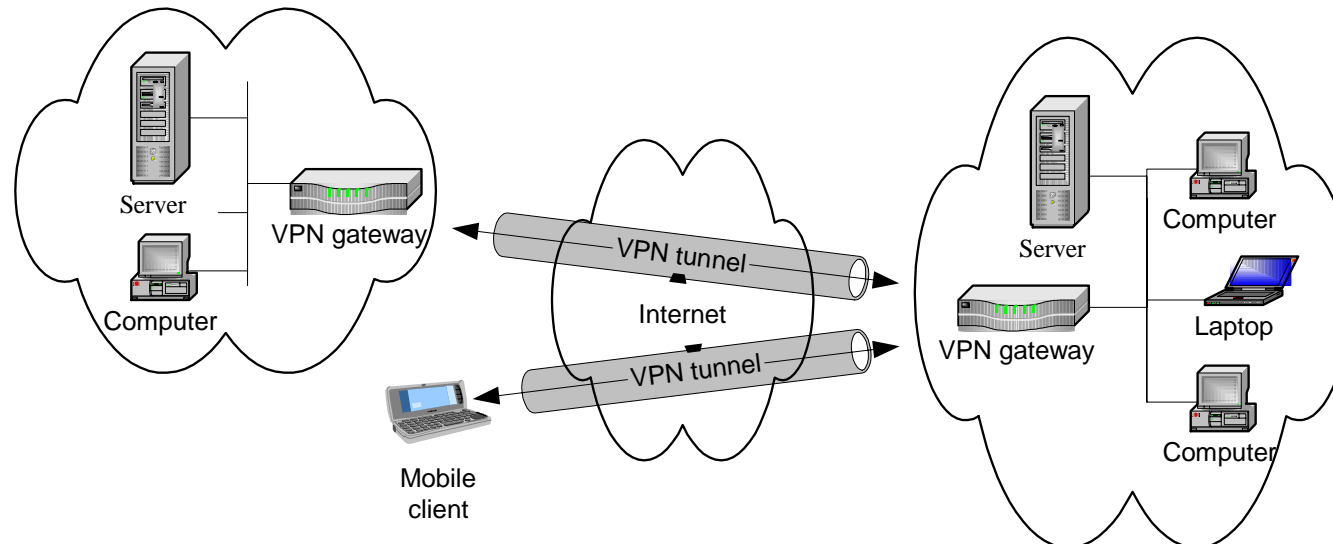 Server
VPN gateway
Computer
VPN tunnel
Internet
VPN tunnel
Mobile
client
Server
Computer
VPN gateway
Laptop
Computer